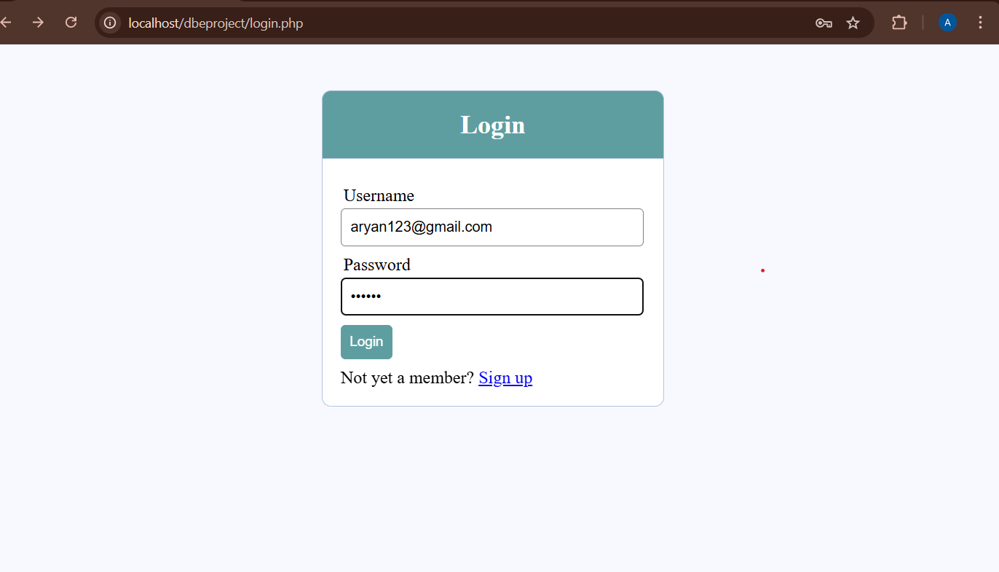 localhost/dbeproject/login.php
A
Login
Username
aryan123@gmail.com
Password
••••••
Login
Not yet a member? Sign up